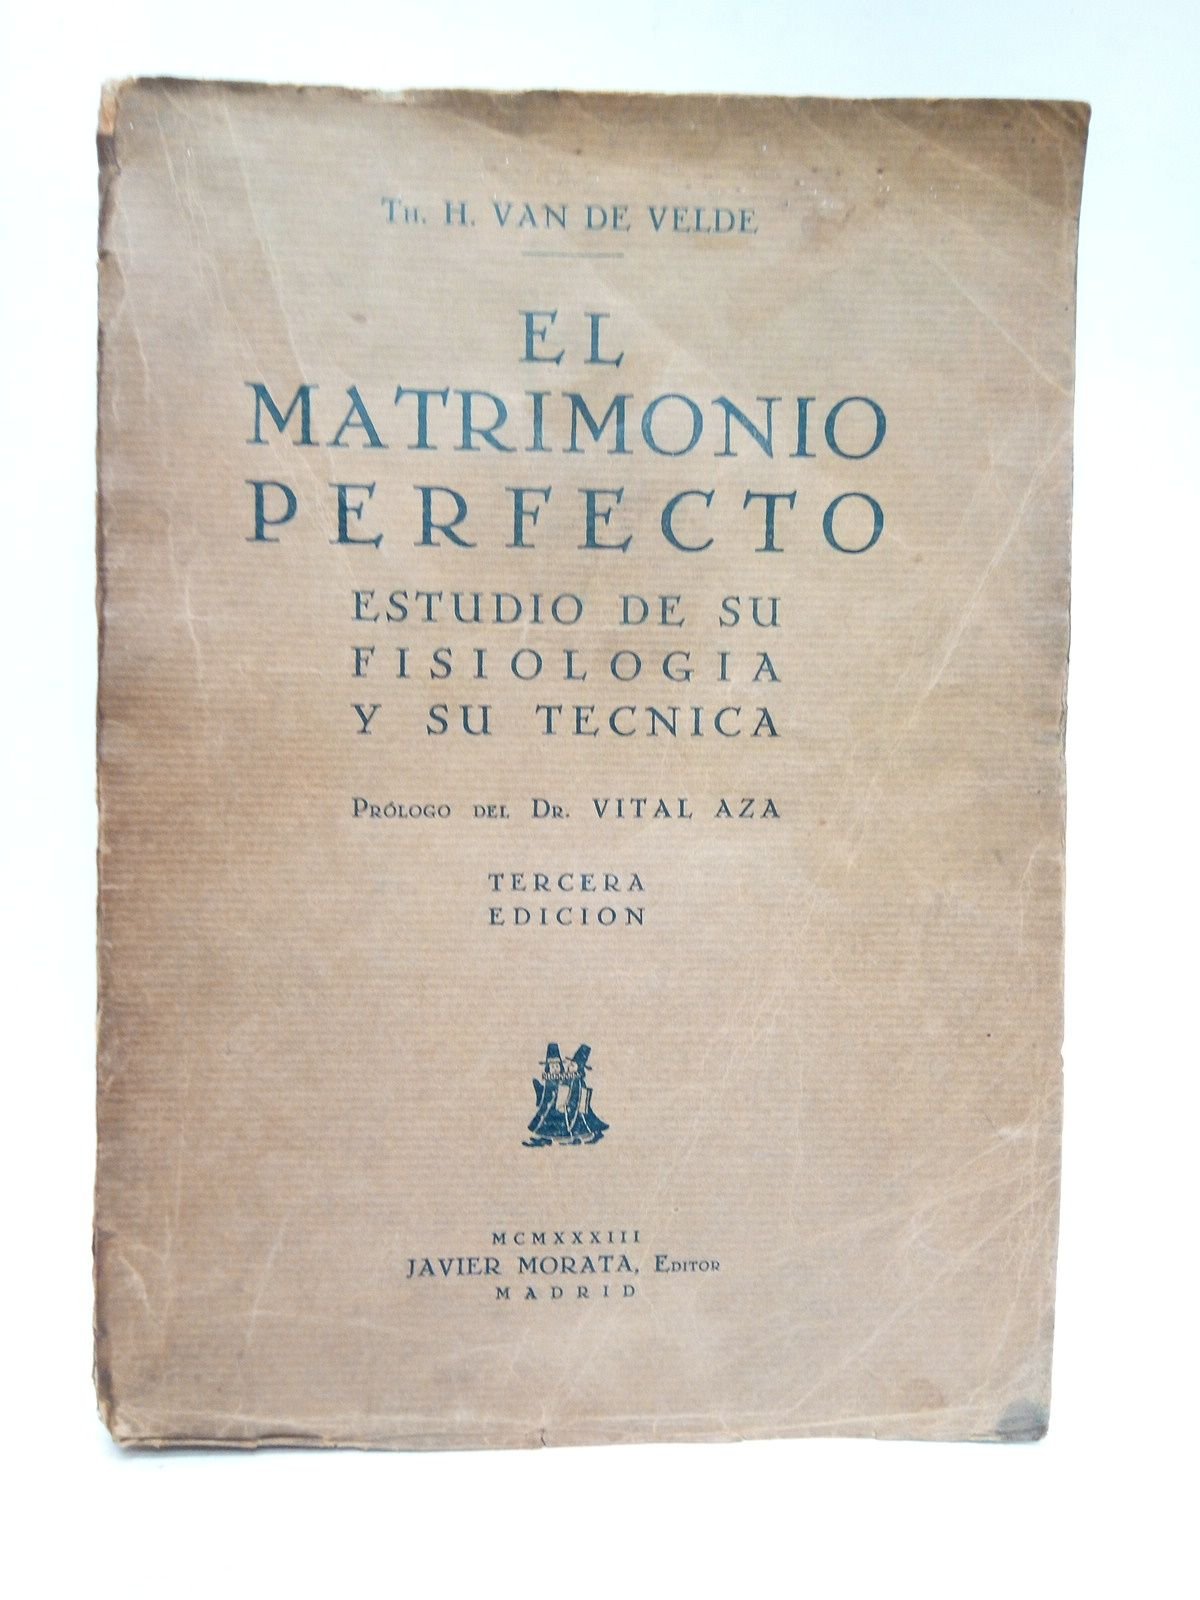 TH. H. VAN DE VELDE
EL
MATRIMONIO
PERFECTO
ESTUDIO DE SU
FISIOLOGIA
Y SU TECNICA
PRÓLOGO DEL DR. VITAL AZA
TERCERA
EDICION
MCMXXXIII
JAVIER MORATA, EDITOR
MADRID